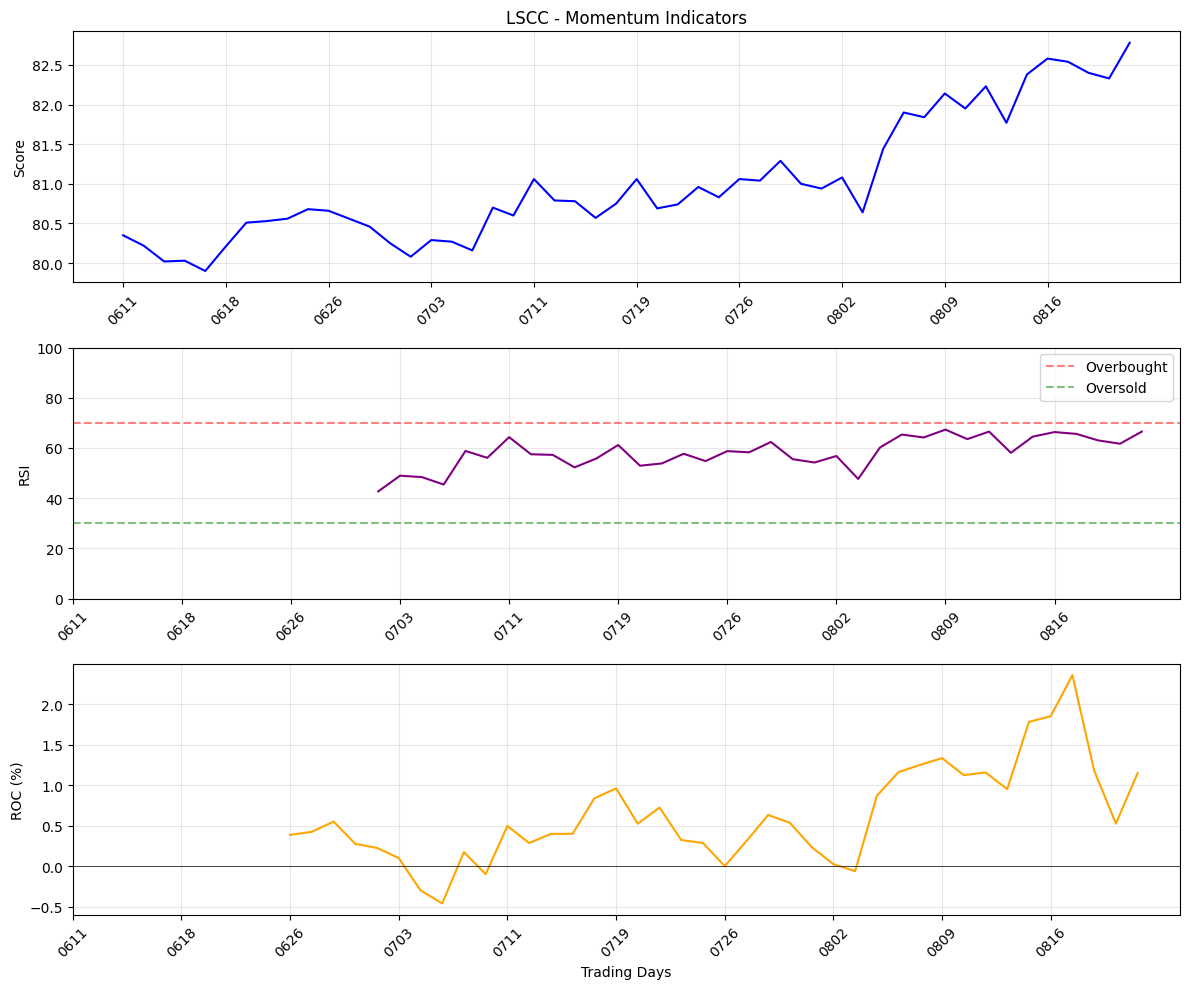 LSCC - Momentum Indicators
Score
82.5
82.0
81.5
81.0
80.5
80.0
0611 0618 0626 0703 0711 0719 0726 0802 0809 0816
RSI
100
80
60
40
20
0
Overbought
Oversold
0611 0618 0626 0703 0711 0719 0726 0802 0809 0816
ROC (%)
2.0
1.5
1.0
0.5
0.0
−0.5
0611 0618 0626 0703 0711 0719 0726 0802 0809 0816
Trading Days